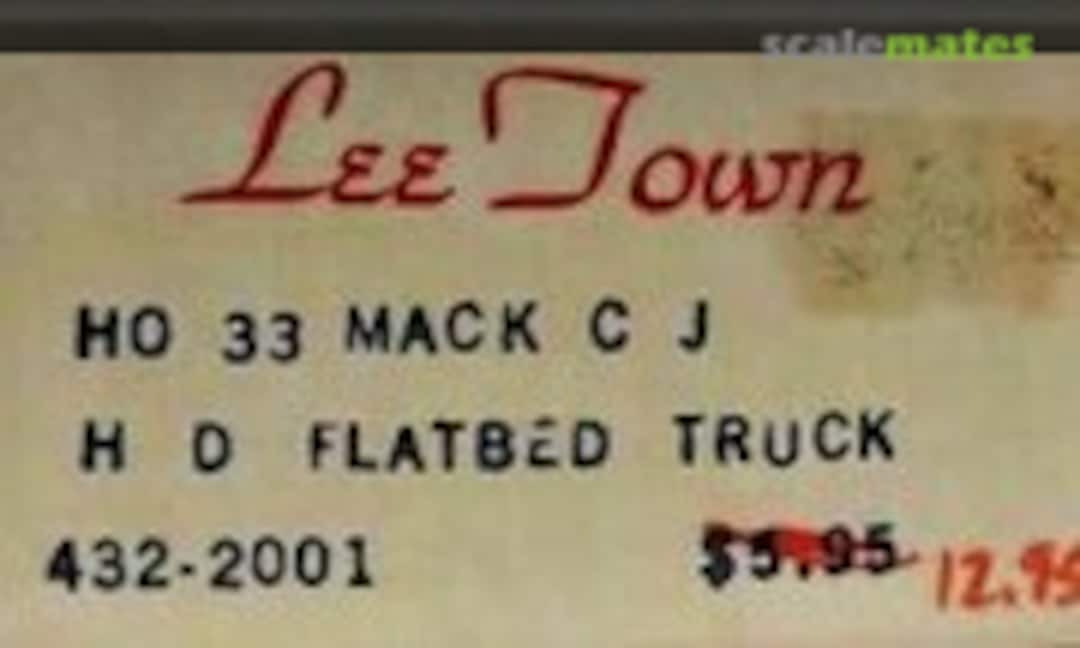 scalemates
Lee Town
HO 33 MACK C J
H D FLATBED TRUCK
432-2001 $5.95 12.95